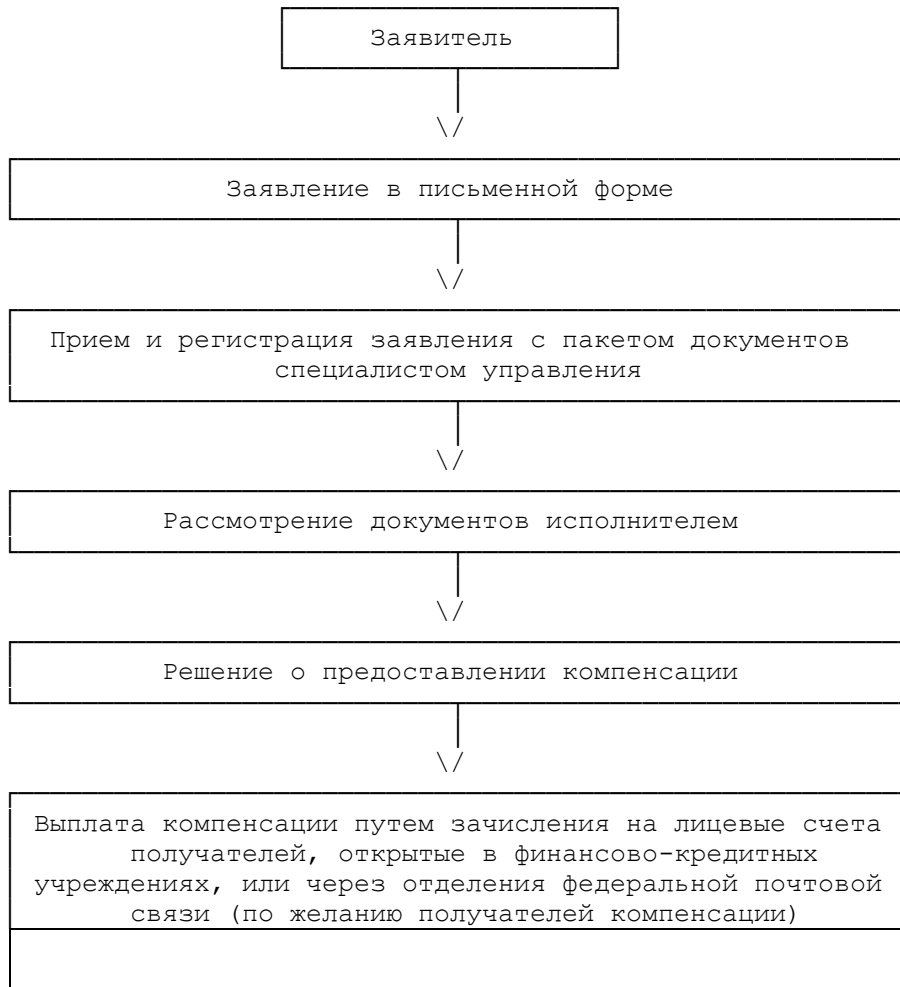 Заявитель
\/
Заявление в письменной форме
\/
Прием и регистрация заявления с пакетом документов
специалистом управления
\/
Рассмотрение документов исполнителем
\/
Решение о предоставлении компенсации
\/
Выплата компенсации путем зачисления на лицевые счета
получателей, открытые в финансово-кредитных
учреждениях, или через отделения федеральной почтовой
связи (по желанию получателей компенсации)